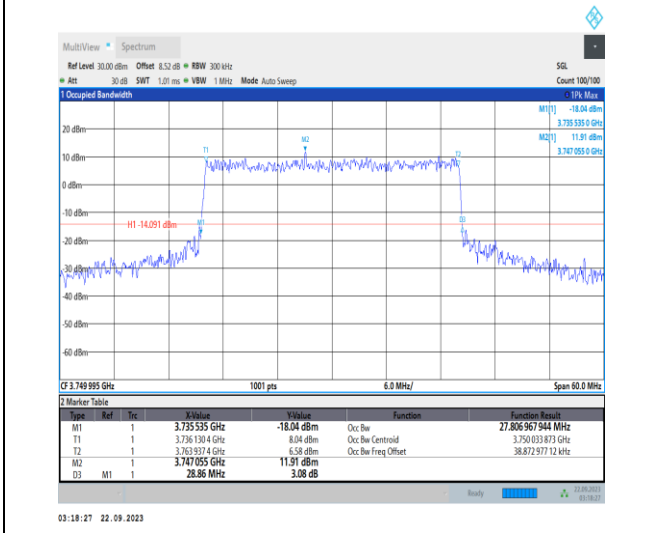 MultiView Spectrum
Ref Level 30.00 dBm Offset 8.52 dB RBW 300 kHz SGL
Att 30 dB SWT 1.01 ms VBW 1 MHz Mode Auto Sweep Count 100/100
1 Occupied Bandwidth 1Pk Max
M1[1] -18.04 dBm
3.735 535 0 GHz
M2[1] 11.91 dBm
3.747 055 0 GHz
20 dBm
M2
T1
T2
10 dBm
0 dBm
-10 dBm
H1 -14.091 dBm
M1
D3
-20 dBm
-30 dBm
-40 dBm
-50 dBm
-60 dBm
CF 3.749 995 GHz 1001 pts 6.0 MHz/ Span 60.0 MHz
2 Marker Table
Type Ref Trc X-Value Y-Value Function Function Result
M1 1 3.735 535 GHz -18.04 dBm Occ Bw 27.806 967 944 MHz
T1 1 3.736 130 4 GHz 8.04 dBm Occ Bw Centroid 3.750 033 873 GHz
T2 1 3.763 937 4 GHz 6.58 dBm Occ Bw Freq Offset 38.872 977 12 kHz
M2 1 3.747 055 GHz 11.91 dBm
D3 M1 1 28.86 MHz 3.08 dB
Ready 22.09.2023
03:18:27
03:18:27 22.09.2023